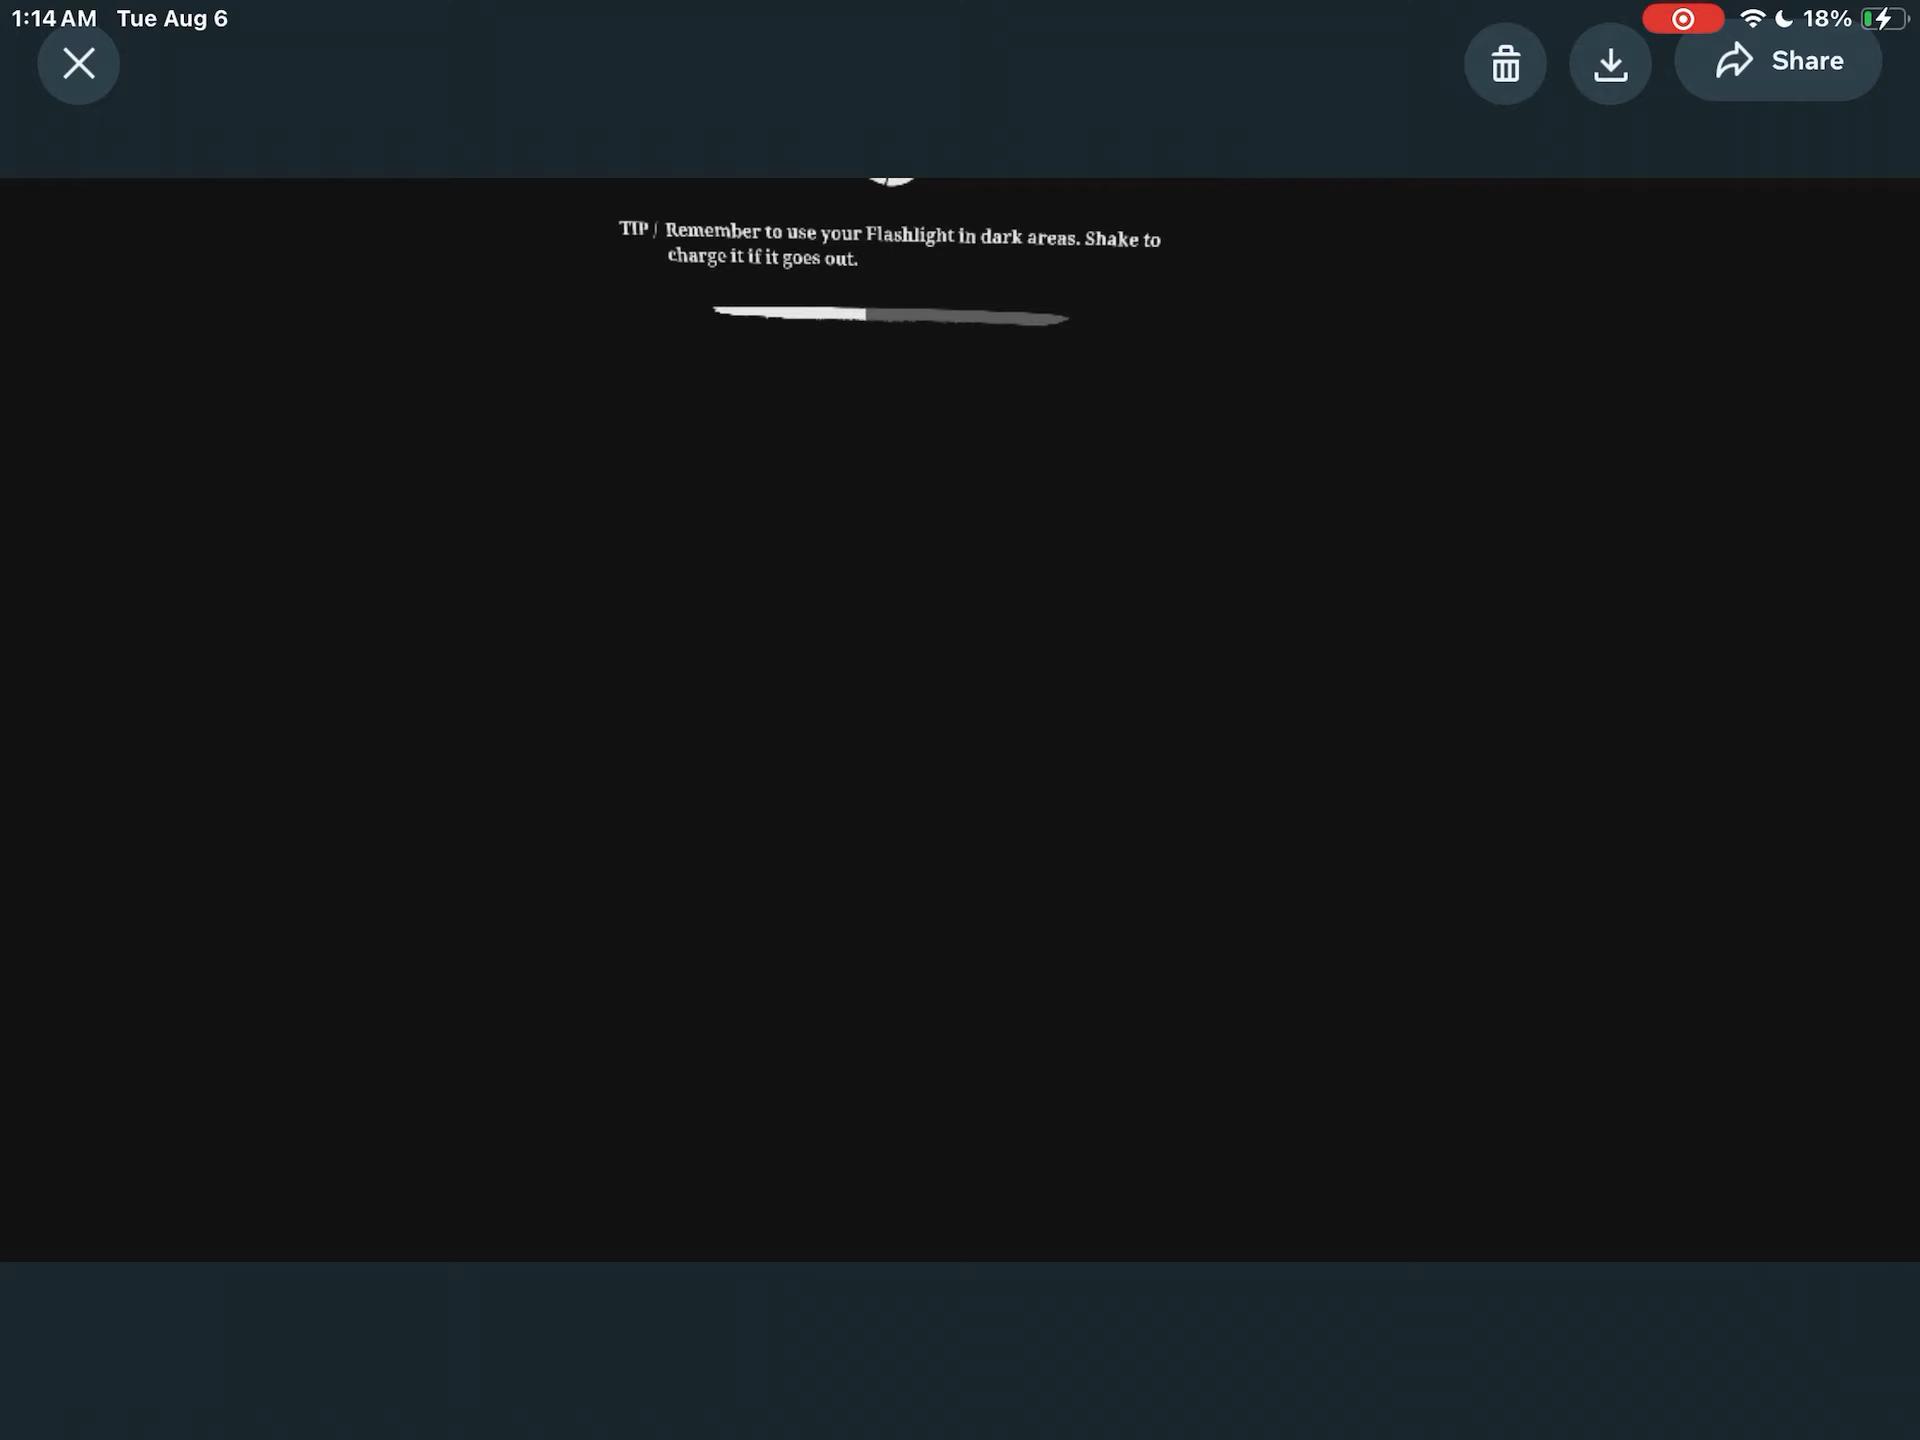 1:14 AM Tue Aug 6
18%
Share
TIP / Remember to use your Flashlight in dark areas. Shake to
charge it if it goes out.